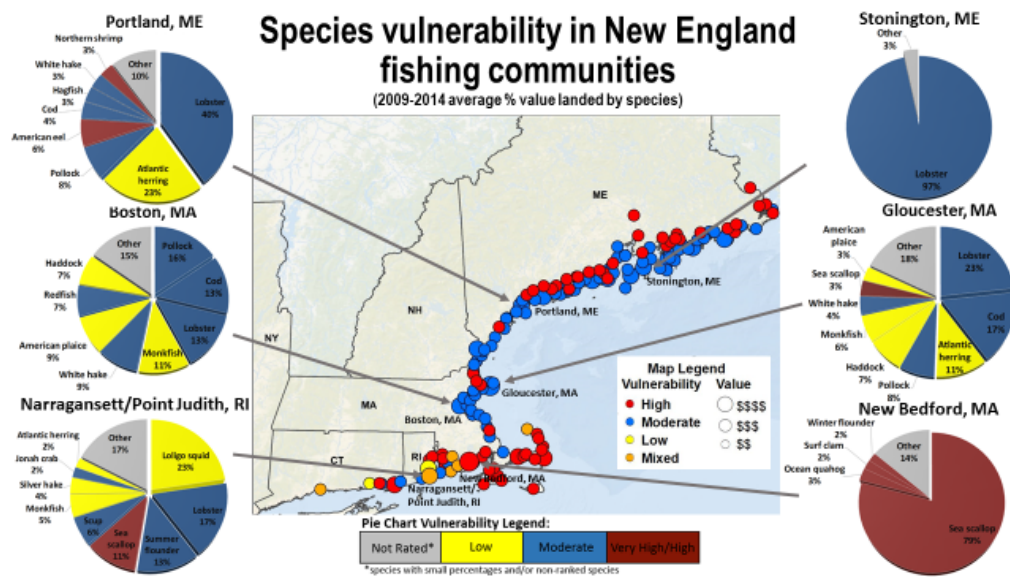 Species vulnerability in New England
fishing communities
(2009-2014 average % value landed by species)
Portland, ME
Northern shrimp
3%
White hake
3%
Hagfish
3%
Cod
4%
American eel
6%
Pollock
8%
Other
10%
Lobster
40%
Atlantic
herring
23%
Boston, MA
Other
15%
Pollock
16%
Cod
13%
Lobster
13%
Monkfish
11%
White hake
9%
American plaice
9%
Redfish
7%
Haddock
7%
Narragansett/Point Judith, RI
Other
17%
Loligo squid
23%
Lobster
17%
Summer
flounder
13%
Sea
scallop
11%
Scup
6%
Monkfish
5%
Silver hake
4%
Jonah crab
2%
Atlantic herring
2%
Stonington, ME
Other
3%
Lobster
97%
Gloucester, MA
American
plaice
3%
Sea scallop
3%
White hake
4%
Monkfish
6%
Haddock
7%
Pollock
8%
Other
18%
Lobster
23%
Cod
17%
Atlantic
herring
11%
New Bedford, MA
Winter flounder
2%
Surf clam
2%
Ocean quahog
3%
Other
14%
Sea scallop
79%
ME
NH
NY
MA
CT
RI
Stonington, ME
Portland, ME
Gloucester, MA
Boston, MA
New Bedford, MA
Narragansett/
Point Judith, RI
Map Legend
Vulnerability Value
High $$$$
Moderate $$$
Low $$
Mixed
Pie Chart Vulnerability Legend:
Not Rated* Low Moderate Very High/High
*species with small percentages and/or non-ranked species